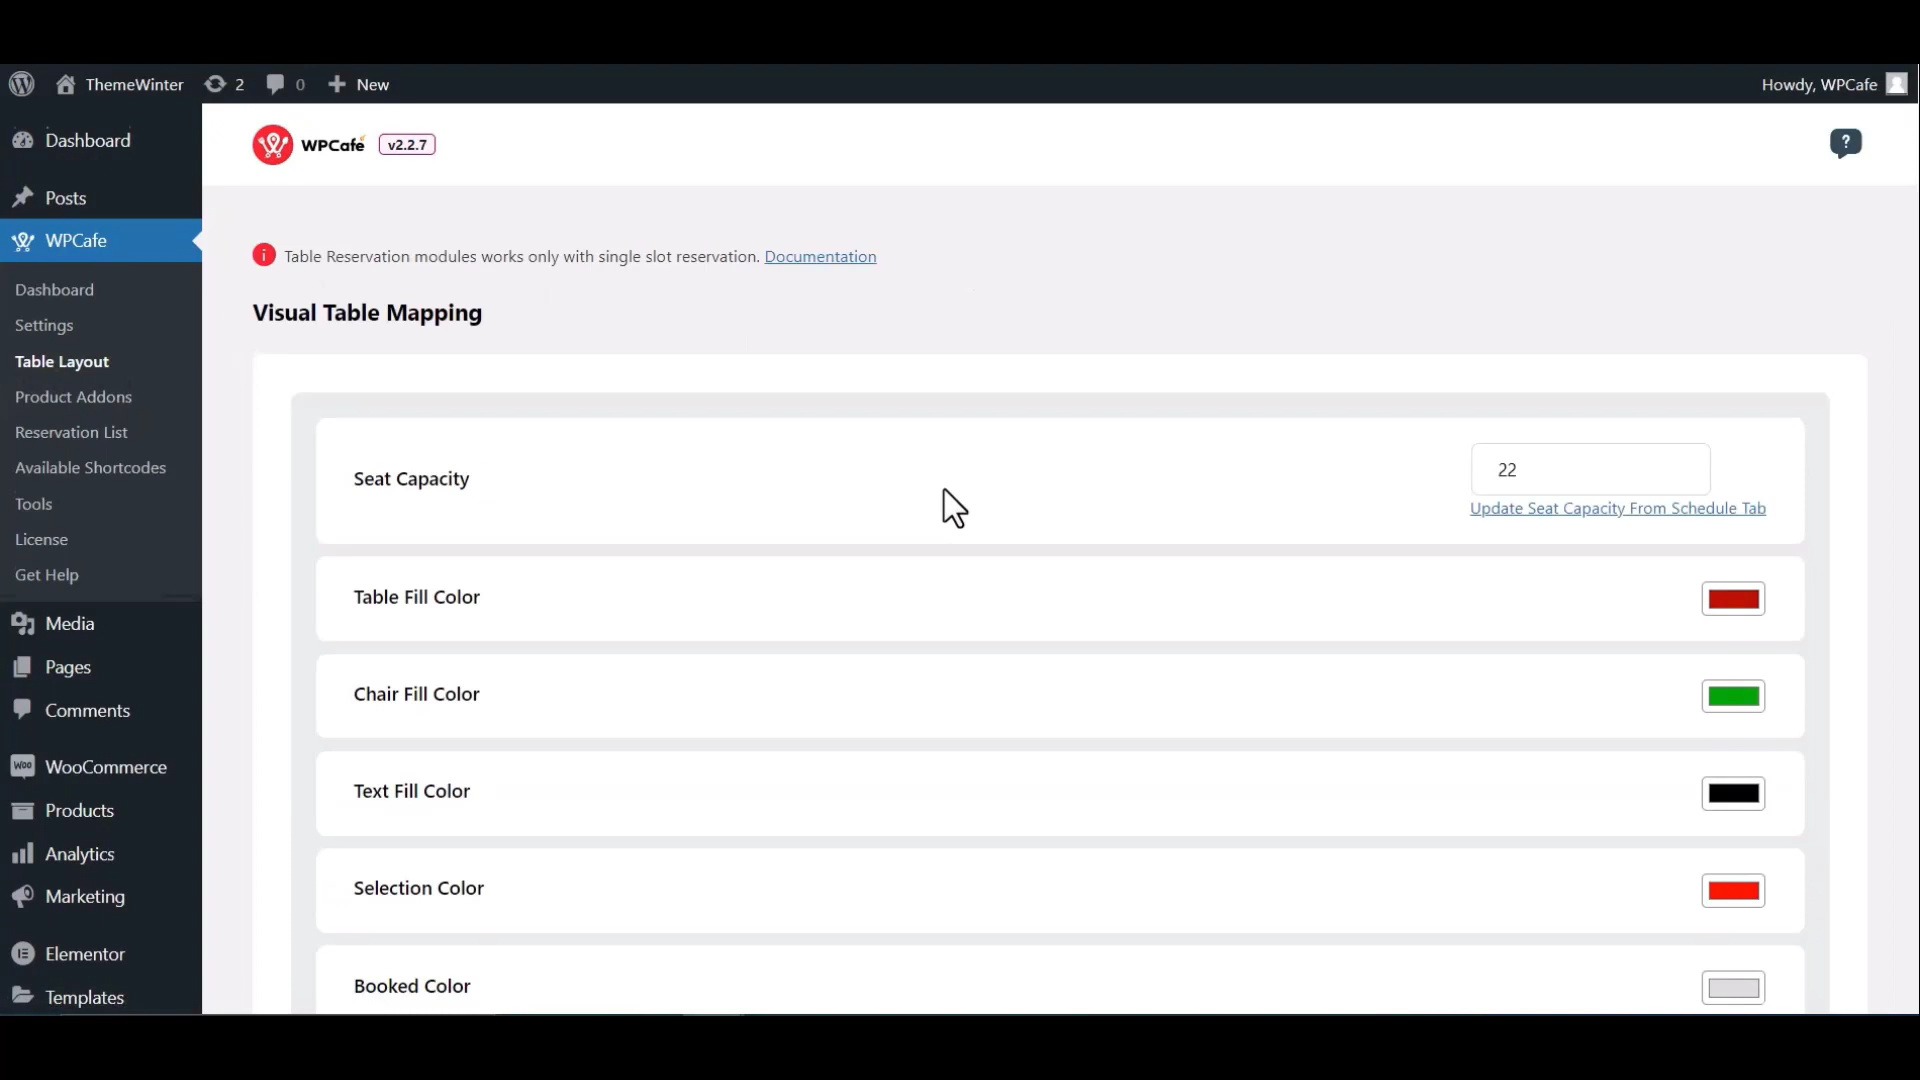 ThemeWinter 2 0 New Howdy, WPCafe
Dashboard
Posts
WPCafe
Dashboard
Settings
Table Layout
Product Addons
Reservation List
Available Shortcodes
Tools
License
Get Help
Media
Pages
Comments
Woo WooCommerce
Products
Analytics
Marketing
Elementor
Templates
WPCafé v2.2.7
?
Table Reservation modules works only with single slot reservation. Documentation
Visual Table Mapping
Seat Capacity
22
Update Seat Capacity From Schedule Tab
Table Fill Color
Chair Fill Color
Text Fill Color
Selection Color
Booked Color